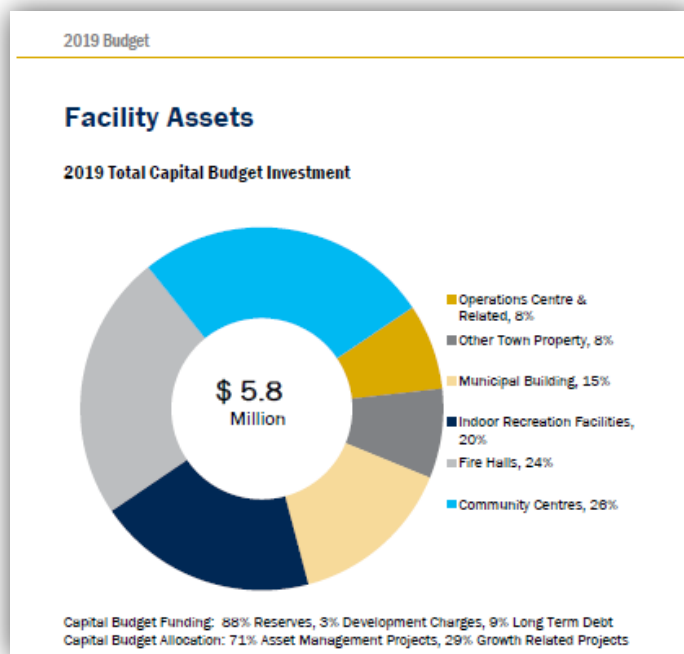 2019 Budget
Facility Assets
2019 Total Capital Budget Investment
$ 5.8
Million
Operations Centre &
Related, 8%
Other Town Property, 8%
Municipal Building, 15%
Indoor Recreation Facilities,
20%
Fire Halls, 24%
Community Centres, 26%
Capital Budget Funding: 88% Reserves, 3% Development Charges, 9% Long Term Debt
Capital Budget Allocation: 71% Asset Management Projects, 29% Growth Related Projects